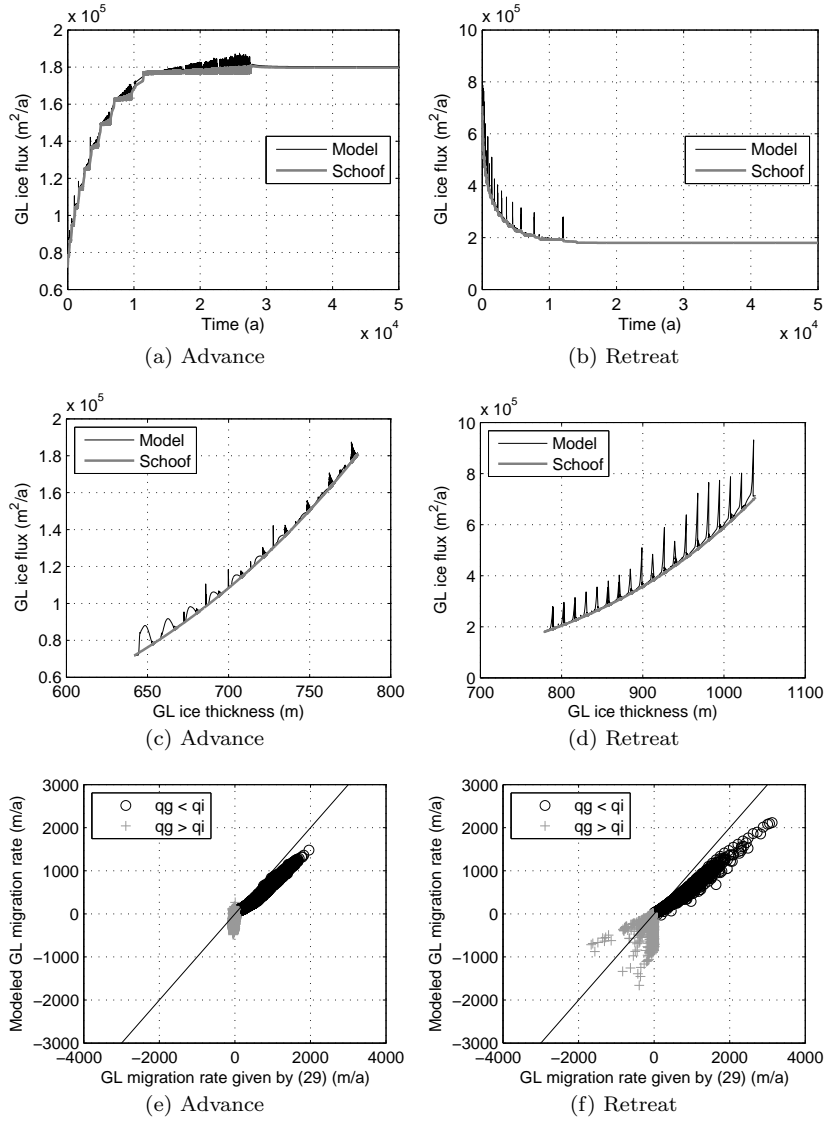 x 10^5
2
1.8
1.6
1.4
1.2
1
0.8
0.6
GL ice flux (m²/a)
Model
Schoof
0 1 2 3 4 5
Time (a)
x 10^4
(a) Advance
x 10^5
10
8
6
4
2
0
GL ice flux (m²/a)
Model
Schoof
0 1 2 3 4 5
Time (a)
x 10^4
(b) Retreat
x 10^5
2
1.8
1.6
1.4
1.2
1
0.8
0.6
GL ice flux (m²/a)
Model
Schoof
600 650 700 750 800
GL ice thickness (m)
(c) Advance
x 10^5
10
8
6
4
2
0
GL ice flux (m²/a)
Model
Schoof
700 800 900 1000 1100
GL ice thickness (m)
(d) Retreat
3000
2000
1000
0
−1000
−2000
−3000
Modeled GL migration rate (m/a)
qg < qi
qg > qi
−4000 −2000 0 2000 4000
GL migration rate given by (29) (m/a)
(e) Advance
3000
2000
1000
0
−1000
−2000
−3000
Modeled GL migration rate (m/a)
qg < qi
qg > qi
−4000 −2000 0 2000 4000
GL migration rate given by (29) (m/a)
(f) Retreat